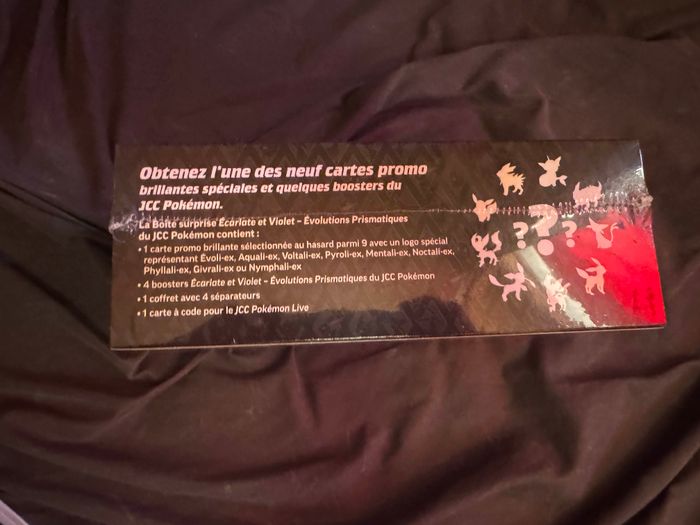 Obtenez l'une des neuf cartes promo
brillantes spéciales et quelques boosters du
JCC Pokémon.
La Boîte surprise Écarlate et Violet – Évolutions Prismatiques
du JCC Pokémon contient :
• 1 carte promo brillante sélectionnée au hasard parmi 9 avec un logo spécial
représentant Évoli-ex, Aquali-ex, Voltali-ex, Pyroli-ex, Mentali-ex, Noctali-ex,
Phyllali-ex, Givrali-ex ou Nymphali-ex
• 4 boosters Écarlate et Violet – Évolutions Prismatiques du JCC Pokémon
• 1 coffret avec 4 séparateurs
• 1 carte à code pour le JCC Pokémon Live
? ? ?